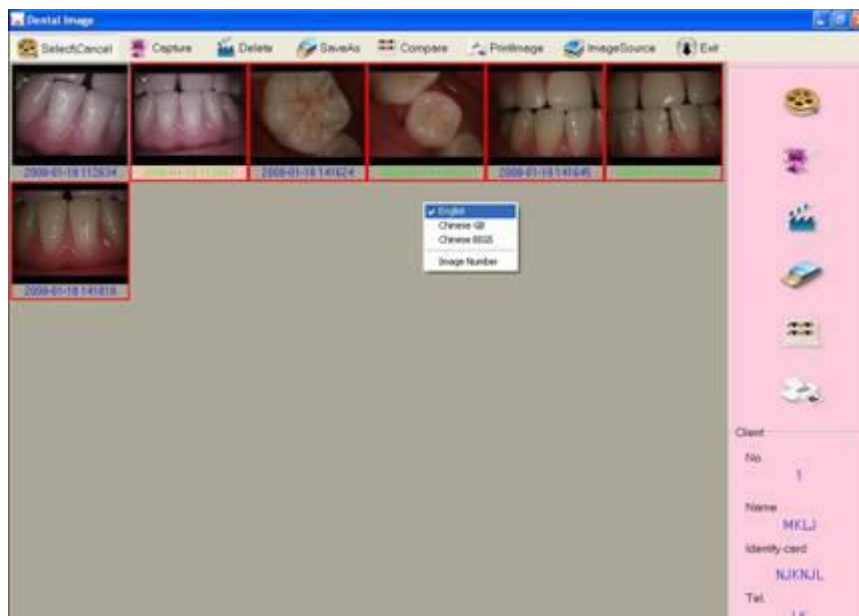 Dental Image
Select\Cancel Capture Delete SaveAs Compare PrintImage ImageSource Exit
2008-01-18 112634 2008-01-18 141624 2008-01-18 141645
English
Chinese GB
Chinese BIG5
Image Number
2008-01-18 141818
Client
No.
1
Name
MKLJ
Identity card
NJKNJL
Tel.